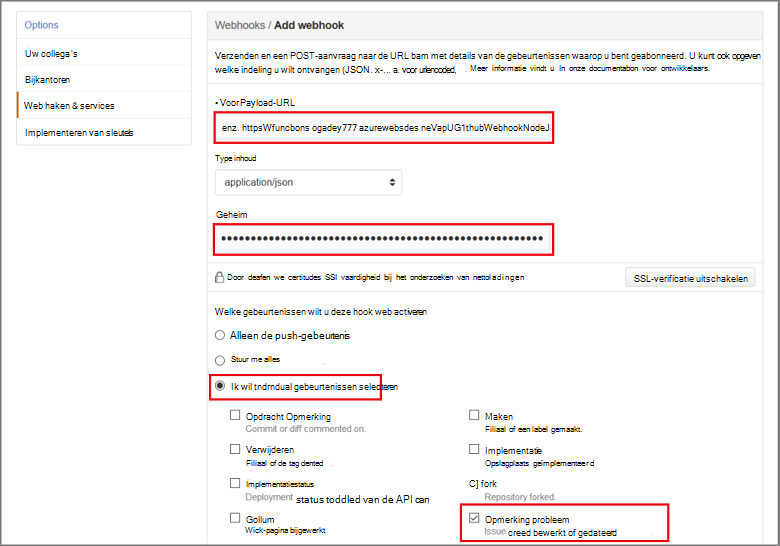 Options
Uw collega's
Bijkantoren
Web haken & services
Implementeren van sleutels
Webhooks / Add webhook
Verzenden en een POST-aanvraag naar de URL bam met details van de gebeurtenissen waarop u bent geabonneerd. U kunt ook opgeven
welke indeling u wilt ontvangen (JSON. x-... a. voor urlencoded, . Meer informatie vindt u In onze documentabon voor ontwikkelaars.
• Voor Payload-URL
enz. httpsWfuncbons ogadey777 azurewebsdes neVapUG1thubWebhookNodeJ
Type inhoud
application/json
Geheim
Door deafen we certitudes SSI vaardigheid bij het onderzoeken van nettoladingen
SSL-verificatie uitschakelen
Welke gebeurtenissen wilt u deze hook web activeren
Alleen de push-gebeurtenis
Stuur me alles
Ik wil tndrndual gebeurtenissen selecteren
Opdracht Opmerking
Commit or diff commented on.
Maken
Filiaal of een label gemaakt.
Verwijderen
Filiaal of de tag dented
Implementatie
Opslagplaats geïmplementeerd
Implementatiestatus
Deployment status toddled van de API can
C] fork
Repository forked.
Gollum
Wick-pagina bijgewerkt
Opmerking probleem
Issue creed bewerkt of gedateerd